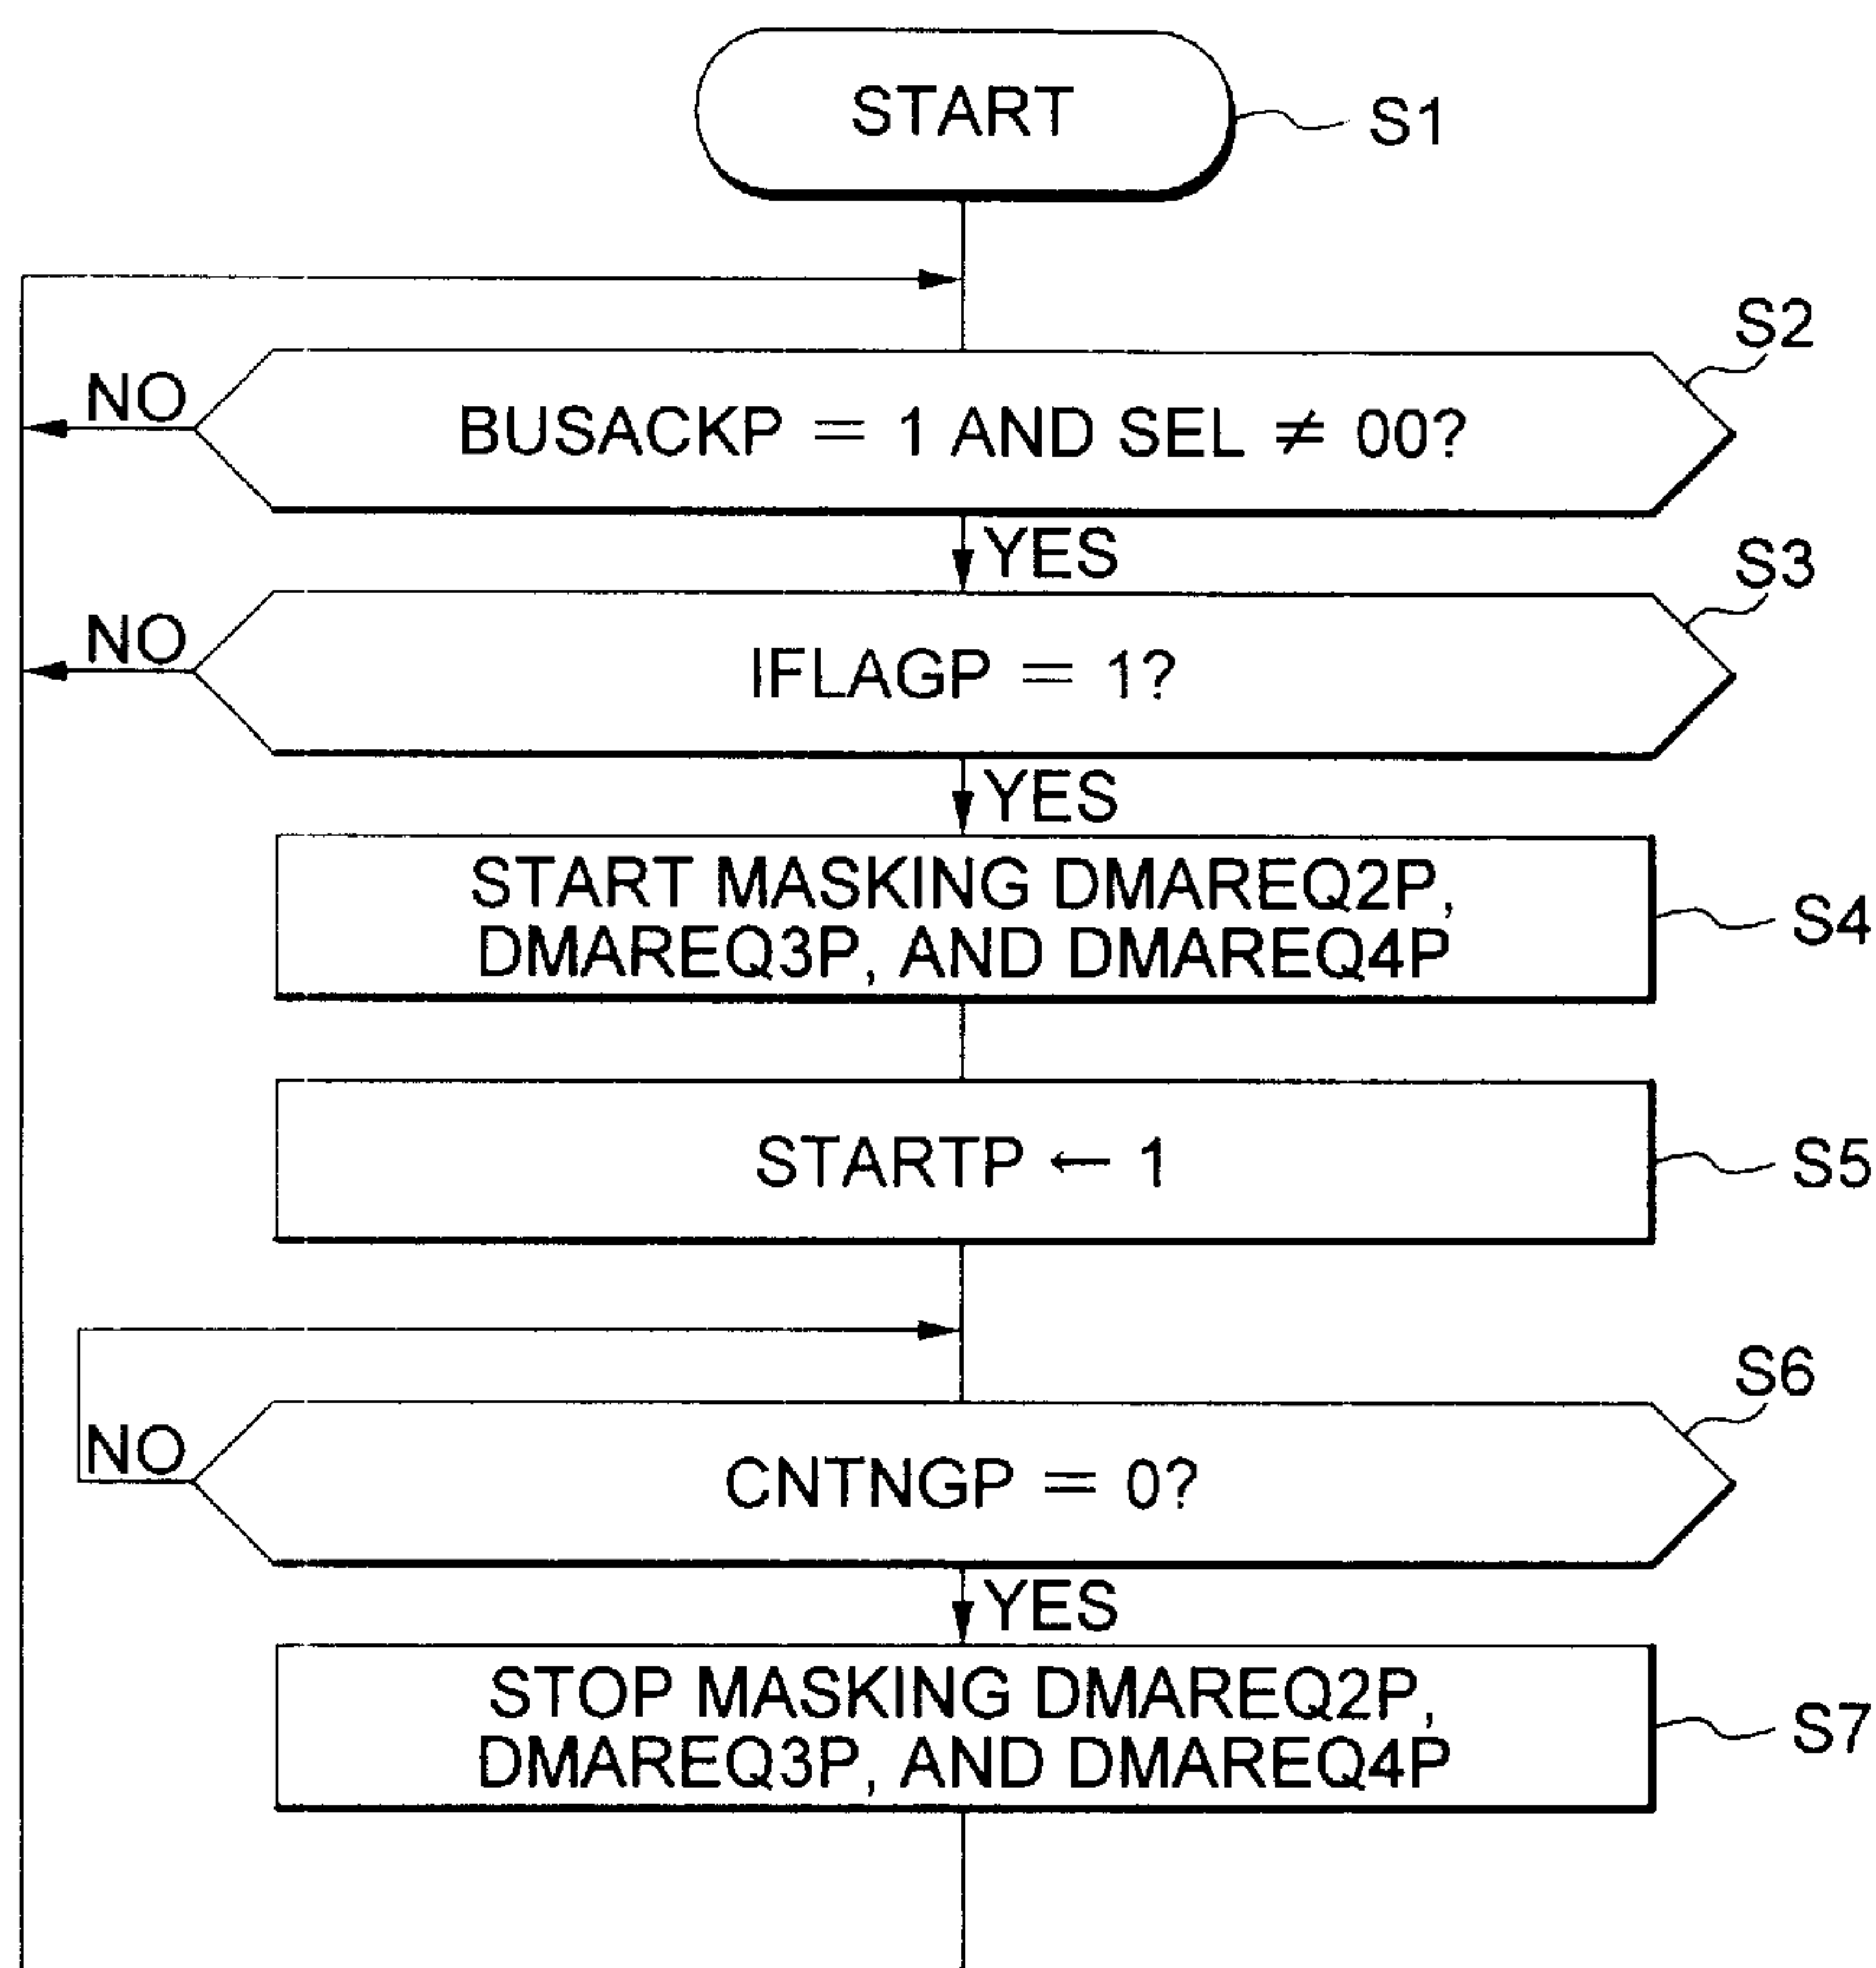 START
S1
S2
NO
BUSACKP = 1 AND SEL ≠ 00?
YES
S3
NO
IFLAGP = 1?
YES
START MASKING DMAREQ2P,
DMAREQ3P, AND DMAREQ4P
S4
STARTP ← 1
S5
S6
NO
CNTNGP = 0?
YES
STOP MASKING DMAREQ2P,
DMAREQ3P, AND DMAREQ4P
S7